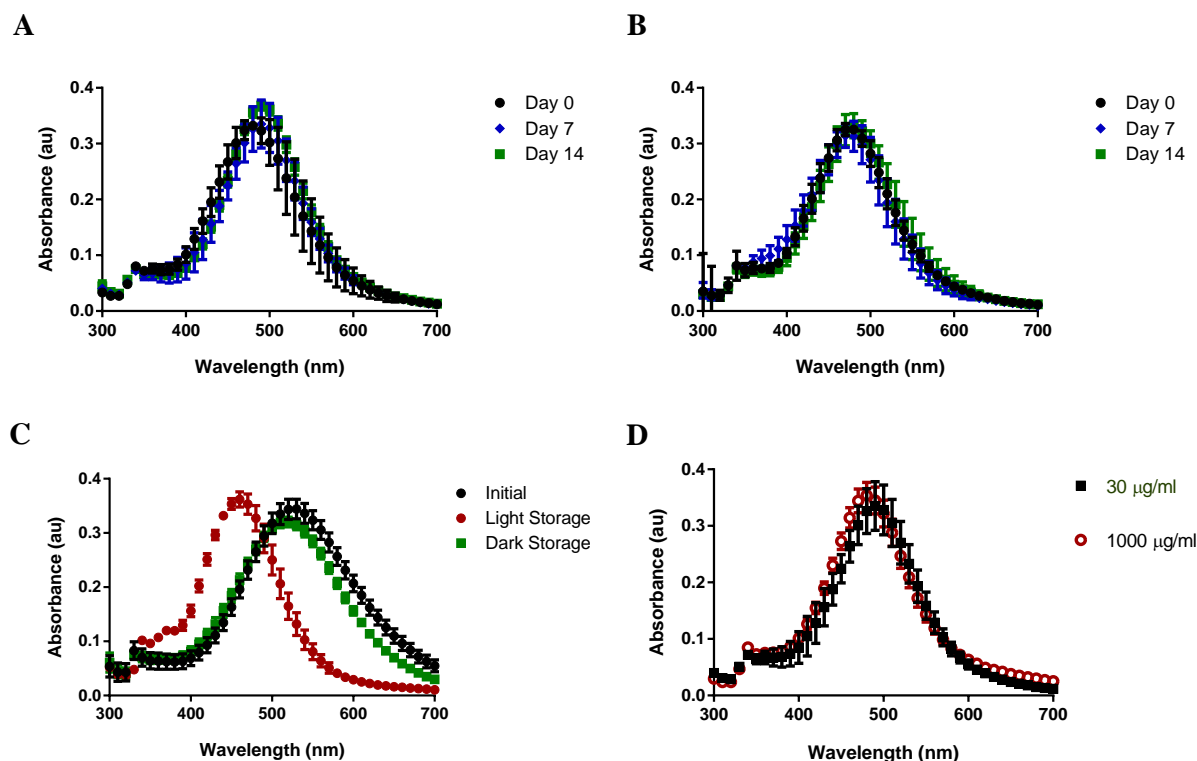 A
Absorbance (au)
0.4
0.3
0.2
0.1
0.0
300 400 500 600 700
Wavelength (nm)
Day 0
Day 7
Day 14
B
Absorbance (au)
0.4
0.3
0.2
0.1
0.0
300 400 500 600 700
Wavelength (nm)
Day 0
Day 7
Day 14
C
Absorbance (au)
0.4
0.3
0.2
0.1
0.0
300 400 500 600 700
Wavelength (nm)
Initial
Light Storage
Dark Storage
D
Absorbance (au)
0.4
0.3
0.2
0.1
0.0
300 400 500 600 700
Wavelength (nm)
30 μg/ml
1000 μg/ml